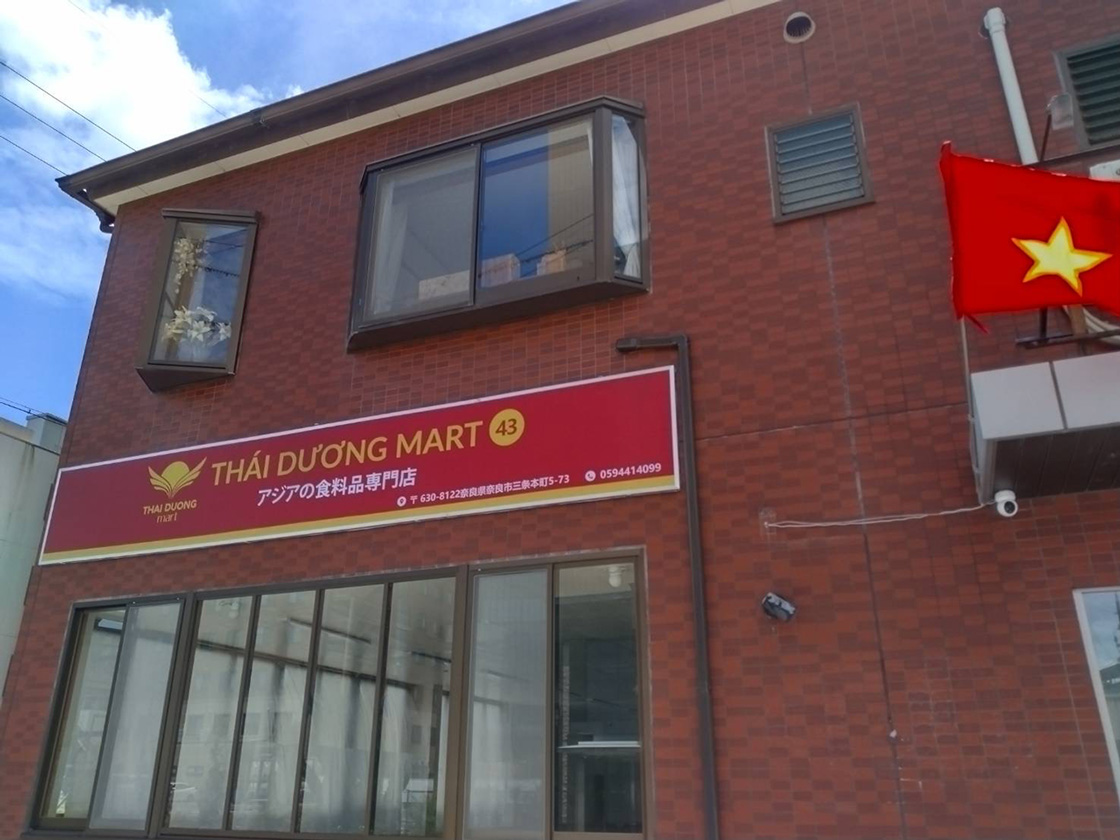 THÁI DƯƠNG MART 43
THAI DUONG
mart
アジアの食料品専門店
〒630-8122奈良県奈良市三条本町5-73
0594414099